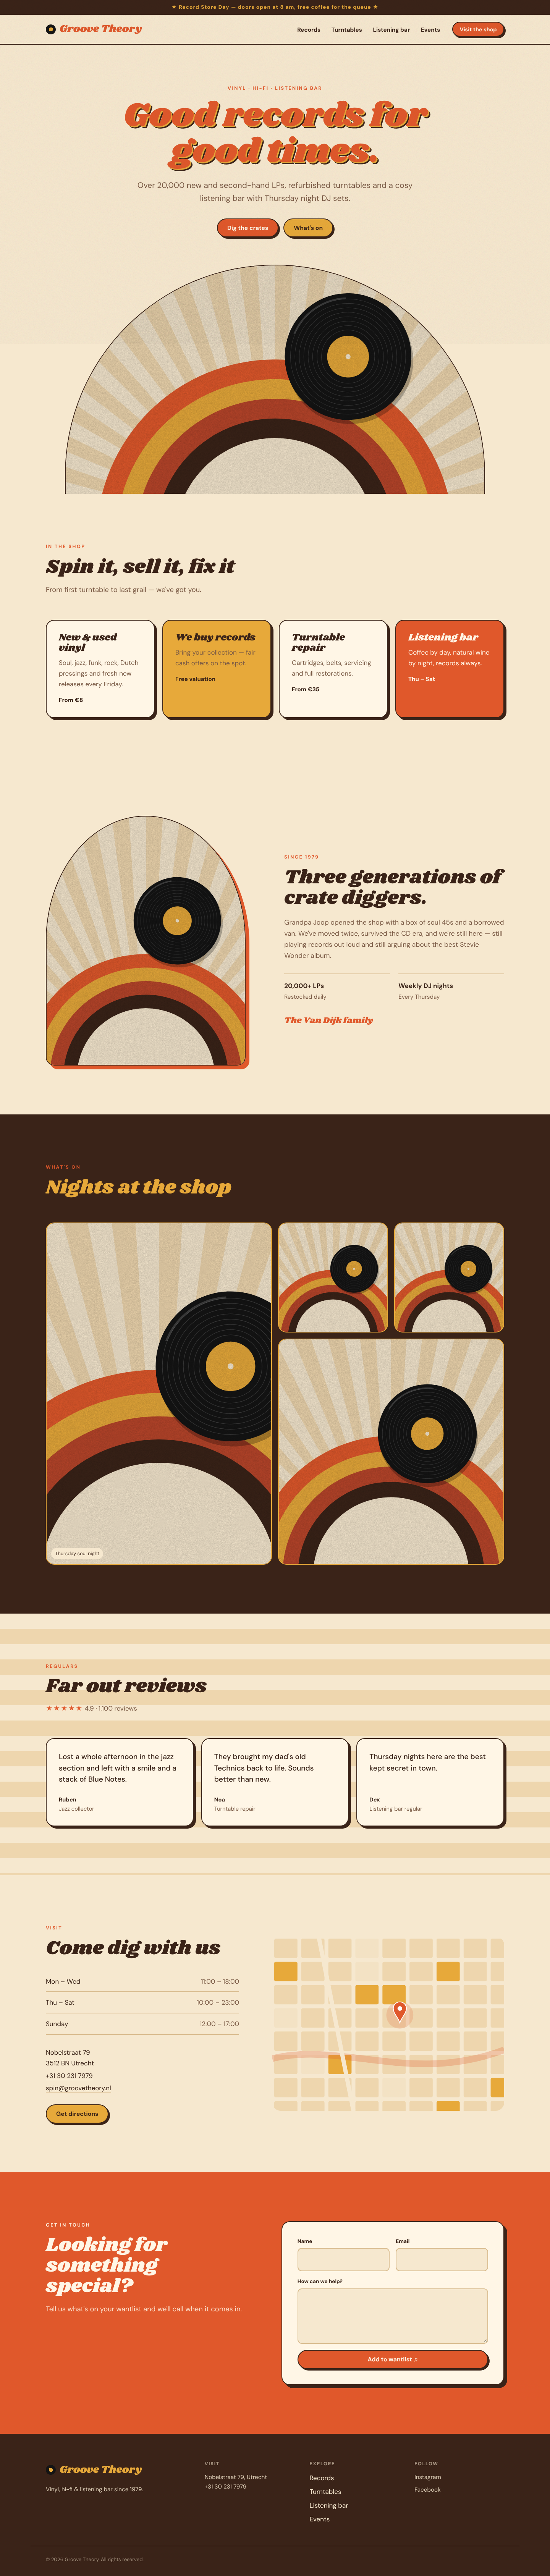 ★ Record Store Day — doors open at 8 am, free coffee for the queue ★
Groove Theory
Records
Turntables
Listening bar
Events
Visit the shop
VINYL · HI-FI · LISTENING BAR
Good records for
good times.
Over 20,000 new and second-hand LPs, refurbished turntables and a cosy
listening bar with Thursday night DJ sets.
Dig the crates
What's on
IN THE SHOP
Spin it, sell it, fix it
From first turntable to last grail — we've got you.
New & used
vinyl
Soul, jazz, funk, rock, Dutch
pressings and fresh new
releases every Friday.
From €8
We buy records
Bring your collection — fair
cash offers on the spot.
Free valuation
Turntable
repair
Cartridges, belts, servicing
and full restorations.
From €35
Listening bar
Coffee by day, natural wine
by night, records always.
Thu – Sat
SINCE 1979
Three generations of
crate diggers.
Grandpa Joop opened the shop with a box of soul 45s and a borrowed
van. We've moved twice, survived the CD era, and we're still here — still
playing records out loud and still arguing about the best Stevie
Wonder album.
20,000+ LPs
Restocked daily
Weekly DJ nights
Every Thursday
The Van Dijk family
WHAT'S ON
Nights at the shop
Thursday soul night
REGULARS
Far out reviews
★★★★★ 4.9 · 1,100 reviews
Lost a whole afternoon in the jazz
section and left with a smile and a
stack of Blue Notes.
Ruben
Jazz collector
They brought my dad's old
Technics back to life. Sounds
better than new.
Noa
Turntable repair
Thursday nights here are the best
kept secret in town.
Dex
Listening bar regular
VISIT
Come dig with us
Mon – Wed 11:00 – 18:00
Thu – Sat 10:00 – 23:00
Sunday 12:00 – 17:00
Nobelstraat 79
3512 BN Utrecht
+31 30 231 7979
spin@groovetheory.nl
Get directions
GET IN TOUCH
Looking for
something
special?
Tell us what's on your wantlist and we'll call when it comes in.
Name
Email
How can we help?
Add to wantlist ♫
Groove Theory
Vinyl, hi-fi & listening bar since 1979.
VISIT
Nobelstraat 79, Utrecht
+31 30 231 7979
EXPLORE
Records
Turntables
Listening bar
Events
FOLLOW
Instagram
Facebook
© 2026 Groove Theory. All rights reserved.